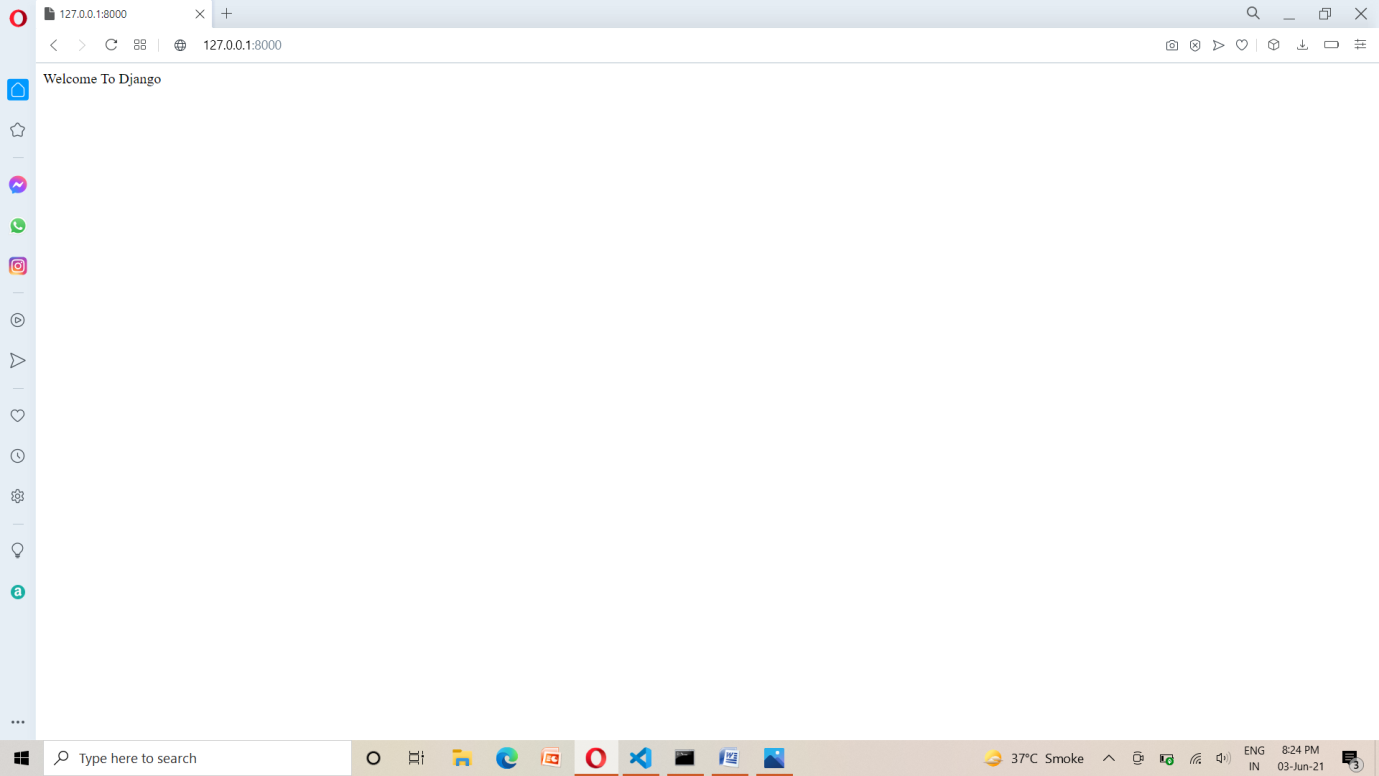 127.0.0.1:8000
127.0.0.1:8000
Welcome To Django
Type here to search
37°C Smoke
ENG
IN
8:24 PM
03-Jun-21
3